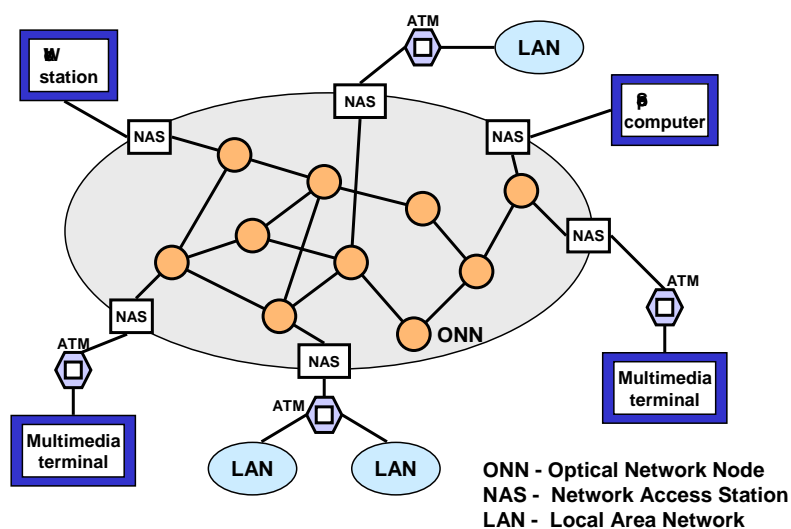 ATM
LAN
station
NAS
NAS
NAS
computer
NAS
ATM
NAS
ONN
ATM
NAS
Multimedia
terminal
ATM
Multimedia
terminal
LAN
LAN
ONN - Optical Network Node
NAS - Network Access Station
LAN - Local Area Network